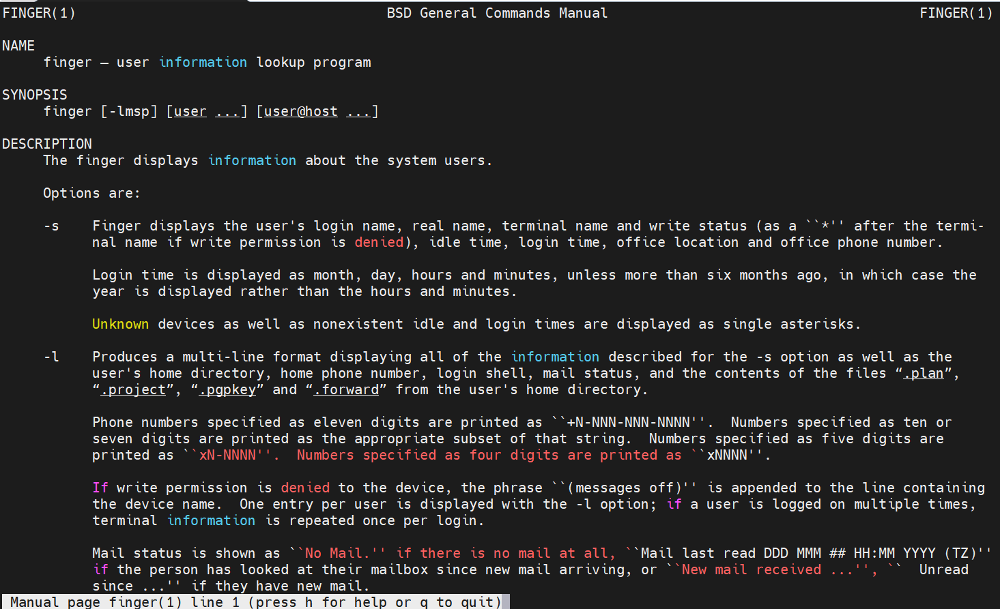 FINGER(1) BSD General Commands Manual FINGER(1)
NAME
finger — user information lookup program
SYNOPSIS
finger [-lmsp] [user ...] [user@host ...]
DESCRIPTION
The finger displays information about the system users.
Options are:
-s Finger displays the user's login name, real name, terminal name and write status (as a ``*'' after the termi-
nal name if write permission is denied), idle time, login time, office location and office phone number.
Login time is displayed as month, day, hours and minutes, unless more than six months ago, in which case the
year is displayed rather than the hours and minutes.
Unknown devices as well as nonexistent idle and login times are displayed as single asterisks.
-l Produces a multi-line format displaying all of the information described for the -s option as well as the
user's home directory, home phone number, login shell, mail status, and the contents of the files “.plan”,
“.project”, “.pgpkey” and “.forward” from the user's home directory.
Phone numbers specified as eleven digits are printed as ``+N-NNN-NNN-NNNN''.  Numbers specified as ten or
seven digits are printed as the appropriate subset of that string.  Numbers specified as five digits are
printed as ``xN-NNNN''.  Numbers specified as four digits are printed as ``xNNNN''.
If write permission is denied to the device, the phrase ``(messages off)'' is appended to the line containing
the device name.  One entry per user is displayed with the -l option; if a user is logged on multiple times,
terminal information is repeated once per login.
Mail status is shown as ``No Mail.'' if there is no mail at all, ``Mail last read DDD MMM ## HH:MM YYYY (TZ)''
if the person has looked at their mailbox since new mail arriving, or ``New mail received ...'', ``  Unread
since ...'' if they have new mail.
Manual page finger(1) line 1 (press h for help or q to quit)